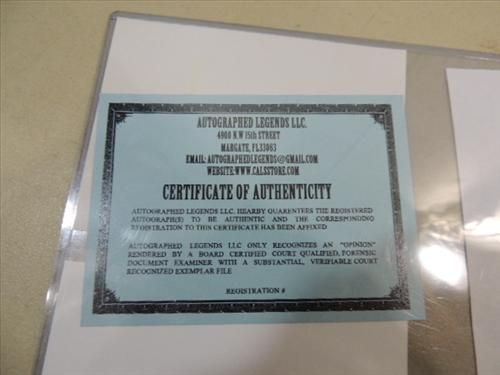 AUTOGRAPHED LEGENDS LLC.
4900 N.W 15th STREET
MARGATE, FL33063
EMAIL: AUTOGRAPHEDLEGENDS@GMAIL.COM
WEBSITE:WWW.CALSSTORE.COM
CERTIFICATE OF AUTHENTICITY
AUTOGRAPHED LEGENDS LLC. HEARBY QUARENTERS THE REGISTERED
AUTOGRAPH(S) TO BE AUTHENTIC AND THE CORRESPONDING
REGISTRATION TO THIS CERTIFICATE HAS BEEN AFFIXED
AUTOGRAPHED LEGENDS LLC ONLY RECOGNIZES AN "OPINION"
RENDERED BY A BOARD CERTIFIED COURT QUALIFIED, FORENSIC
DOCUMENT EXAMINER WITH A SUBSTANTIAL, VERIFIABLE COURT
RECOGNIZED EXEMPLAR FILE
REGISTRATION #